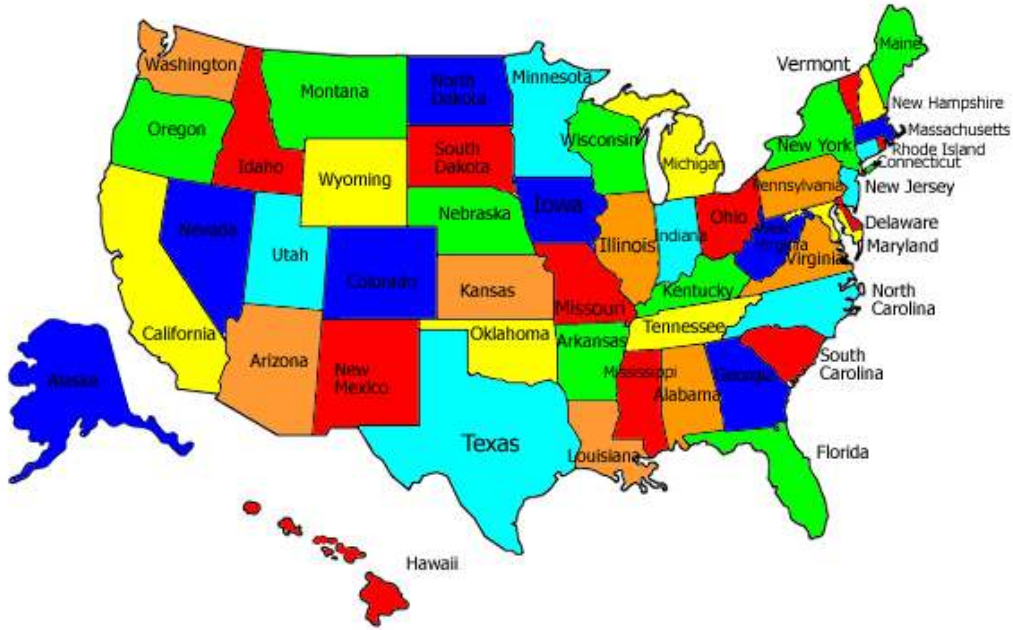 Maine
Vermont
Washington
North
Dakota
Minnesota
Montana
New Hampshire
Oregon
Massachusetts
Wisconsin
New York
Rhode Island
South
Dakota
Michigan
Connecticut
Idaho
Wyoming
Pennsylvania
New Jersey
Nebraska
Iowa
Ohio
Delaware
Nevada
Utah
Illinois
Indiana
West
Virginia
Maryland
Virginia
Colorado
Kansas
Kentucky
North
Carolina
Missouri
California
Oklahoma
Tennessee
Arkansas
Arizona
New
Mexico
South
Carolina
Alaska
Mississippi
Georgia
Alabama
Texas
Louisiana
Florida
Hawaii